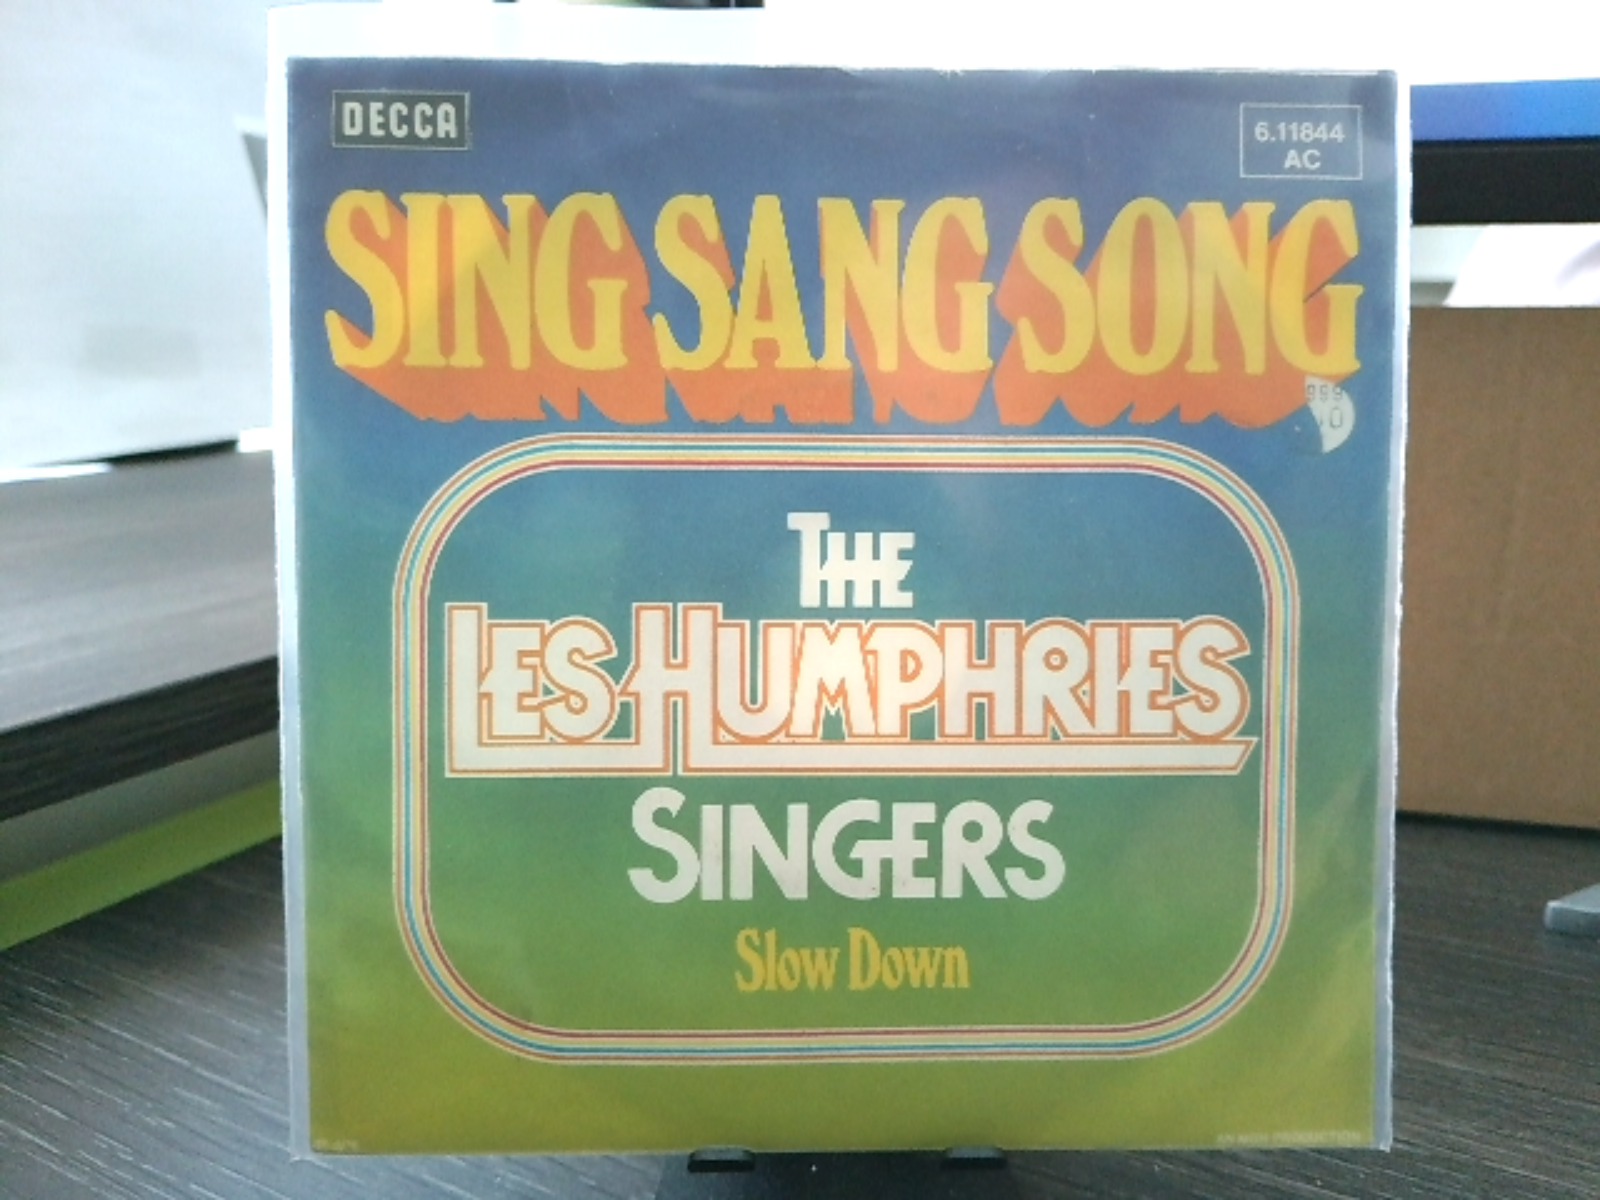 DECCA
6.11844
AC
SING SANG SONG
THE
LES HUMPHRIES
SINGERS
Slow Down